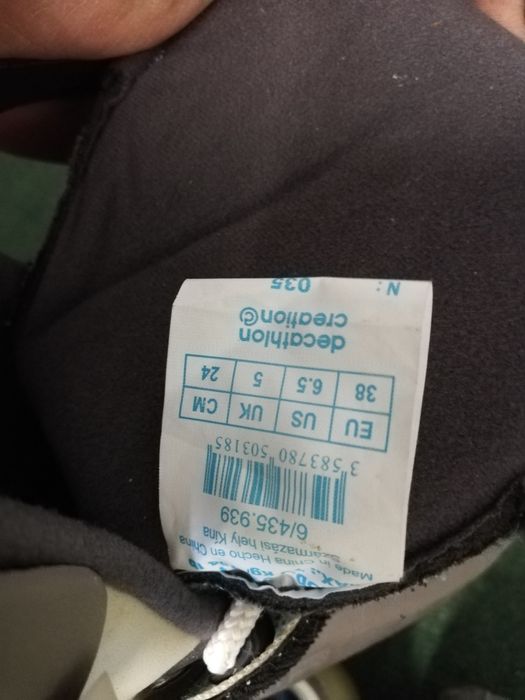 Made in China Hecho en China
Származási hely Kína
6/435.939
3 583780 503185
EU US UK CM
38 6.5 5 24
decathlon
creation©
N: 035